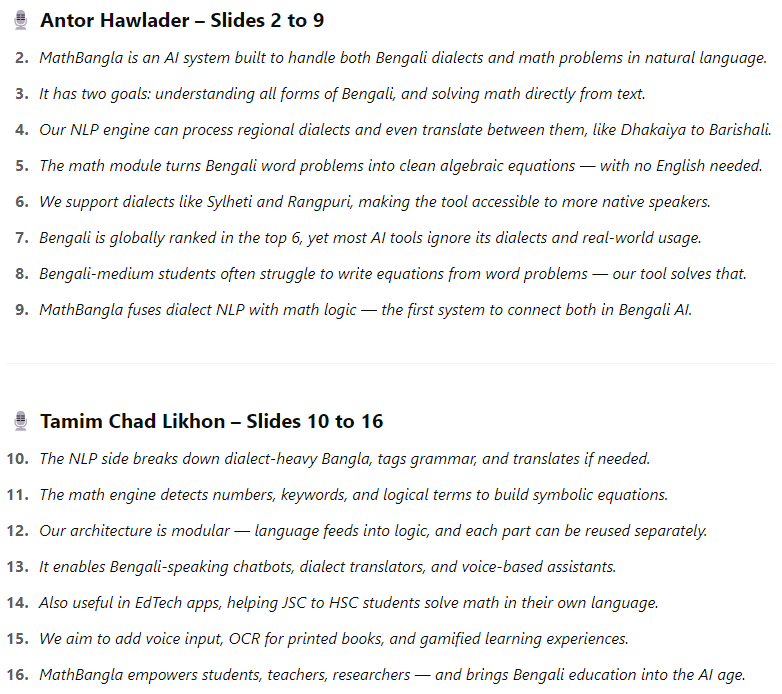 🎙️ Antor Hawlader – Slides 2 to 9
2. MathBangla is an AI system built to handle both Bengali dialects and math problems in natural language.
3. It has two goals: understanding all forms of Bengali, and solving math directly from text.
4. Our NLP engine can process regional dialects and even translate between them, like Dhakaiya to Barishali.
5. The math module turns Bengali word problems into clean algebraic equations — with no English needed.
6. We support dialects like Sylheti and Rangpuri, making the tool accessible to more native speakers.
7. Bengali is globally ranked in the top 6, yet most AI tools ignore its dialects and real-world usage.
8. Bengali-medium students often struggle to write equations from word problems — our tool solves that.
9. MathBangla fuses dialect NLP with math logic — the first system to connect both in Bengali AI.
🎙️ Tamim Chad Likhon – Slides 10 to 16
10. The NLP side breaks down dialect-heavy Bangla, tags grammar, and translates if needed.
11. The math engine detects numbers, keywords, and logical terms to build symbolic equations.
12. Our architecture is modular — language feeds into logic, and each part can be reused separately.
13. It enables Bengali-speaking chatbots, dialect translators, and voice-based assistants.
14. Also useful in EdTech apps, helping JSC to HSC students solve math in their own language.
15. We aim to add voice input, OCR for printed books, and gamified learning experiences.
16. MathBangla empowers students, teachers, researchers — and brings Bengali education into the AI age.